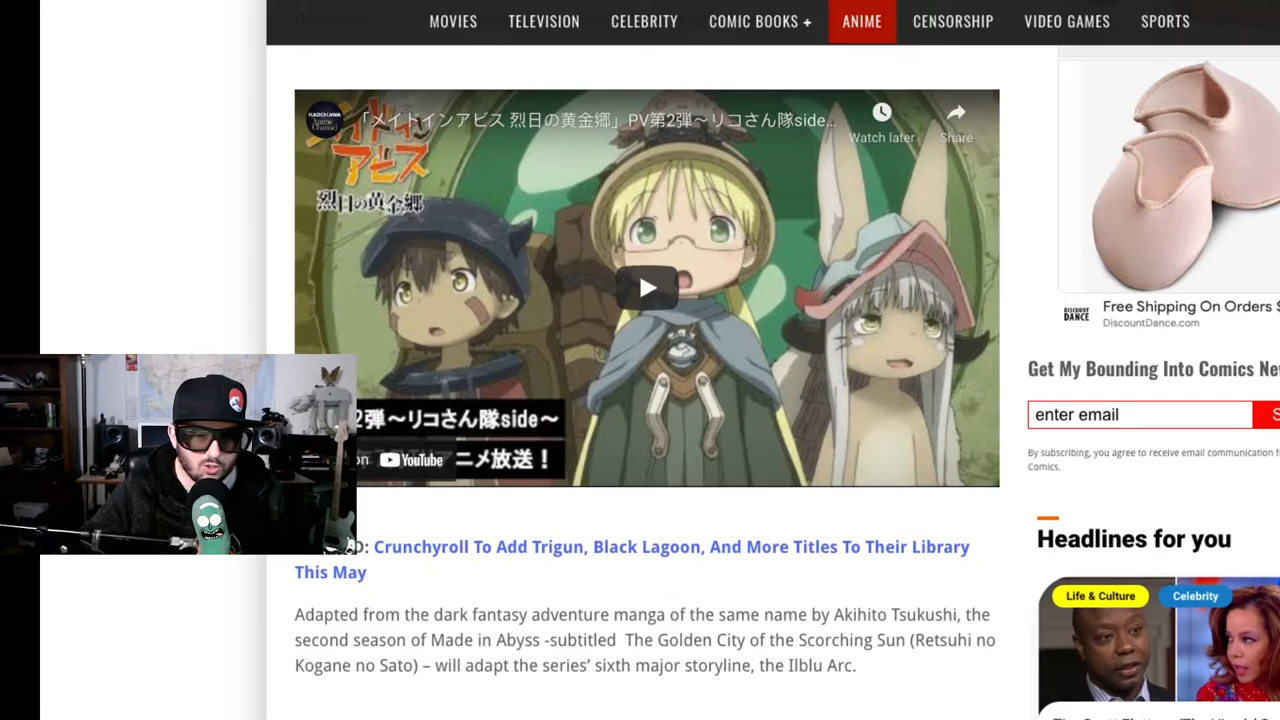 MOVIES TELEVISION CELEBRITY COMIC BOOKS + ANIME CENSORSHIP VIDEO GAMES SPORTS
KADOKAWA
Anime
Channel
「メイドインアビス 烈日の黄金郷」PV第2弾～リコさん隊side...
Watch later
Share
メイドイン
アビス
烈日の黄金郷
2弾～リコさん隊side～
on YouTube
ニメ放送！
DISCOUNT
DANCE
Free Shipping On Orders $
DiscountDance.com
Get My Bounding Into Comics Ne
enter email
S
By subscribing, you agree to receive email communication f
Comics.
D: Crunchyroll To Add Trigun, Black Lagoon, And More Titles To Their Library
This May
Adapted from the dark fantasy adventure manga of the same name by Akihito Tsukushi, the
second season of Made in Abyss -subtitled The Golden City of the Scorching Sun (Retsuhi no
Kogane no Sato) – will adapt the series' sixth major storyline, the Ilblu Arc.
Headlines for you
Life & Culture
Celebrity